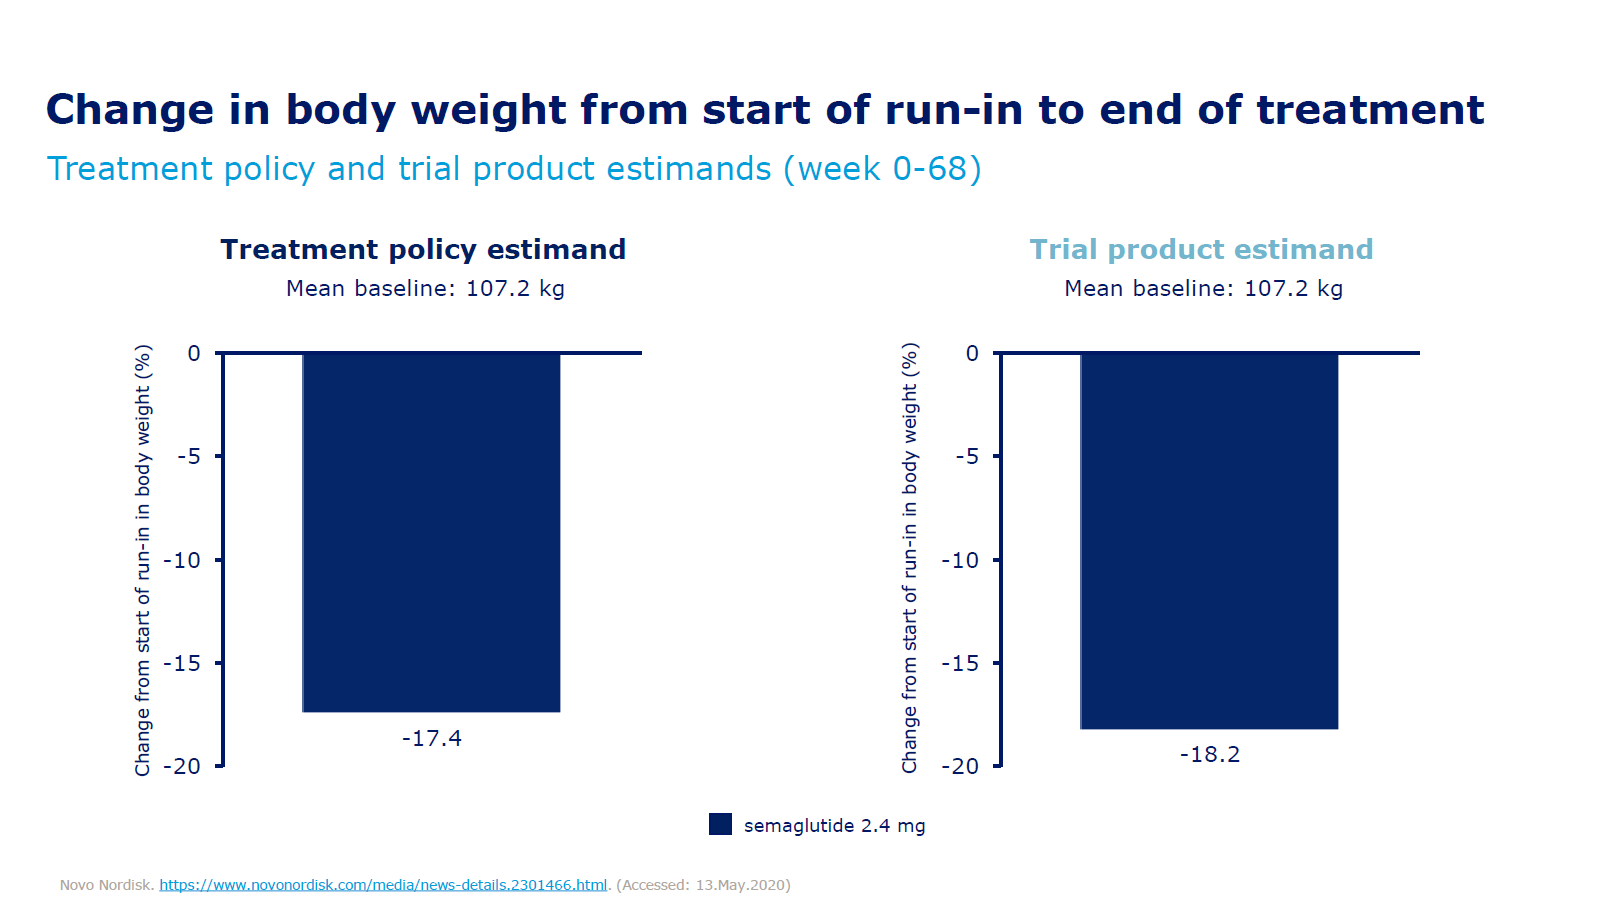 Change in body weight from start of run-in to end of treatment
Treatment policy and trial product estimands (week 0-68)
Treatment policy estimand
Mean baseline: 107.2 kg
Change from start of run-in in body weight (%)
0
-5
-10
-15
-20
-17.4
Trial product estimand
Mean baseline: 107.2 kg
Change from start of run-in in body weight (%)
0
-5
-10
-15
-20
-18.2
semaglutide 2.4 mg
Novo Nordisk. https://www.novonordisk.com/media/news-details.2301466.html. (Accessed: 13.May.2020)